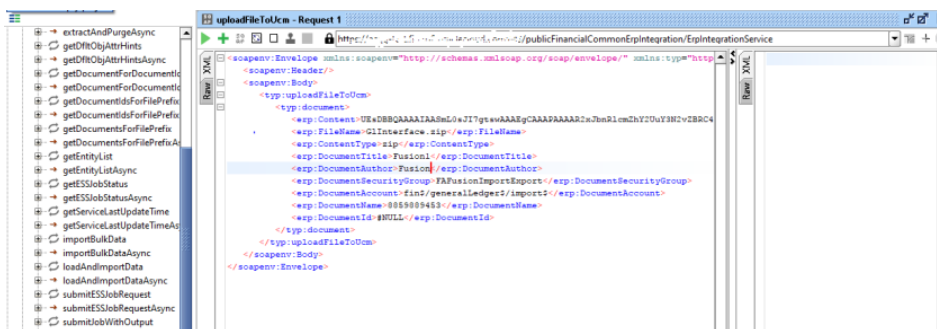 uploadFileToUcm - Request 1
extractAndPurgeAsync
getDfltObjAttrHints
getDfltObjAttrHintsAsync
getDocumentForDocumentId
getDocumentForDocumentId
getDocumentIdsForFilePrefix
getDocumentIdsForFilePrefix
getDocumentsForFilePrefix
getDocumentsForFilePrefixAs
getEntityList
getEntityListAsync
getESSJobStatus
getESSJobStatusAsync
getServiceLastUpdateTime
getServiceLastUpdateTimeAs
importBulkData
importBulkDataAsync
loadAndImportData
loadAndImportDataAsync
submitESSJobRequest
submitESSJobRequestAsync
submitJobWithOutput
/publicFinancialCommonErpIntegration/ErpIntegrationService
XML
Raw
<soapenv:Envelope xmlns:soapenv="http://schemas.xmlsoap.org/soap/envelope/" xmlns:typ="http
<soapenv:Header/>
<soapenv:Body>
<typ:uploadFileToUcm>
<typ:document>
<erp:Content>
<erp:FileName>GlInterface.zip</erp:FileName>
<erp:ContentType>zip</erp:ContentType>
<erp:DocumentTitle>Fusion1</erp:DocumentTitle>
<erp:DocumentAuthor>Fusion</erp:DocumentAuthor>
<erp:DocumentSecurityGroup>FAFusionImportExport</erp:DocumentSecurityGroup>
<erp:DocumentAccount>fin$/generalLedger$/import$</erp:DocumentAccount>
<erp:DocumentName>0859889453</erp:DocumentName>
<erp:DocumentId>#NULL</erp:DocumentId>
</typ:document>
</typ:uploadFileToUcm>
</soapenv:Body>
</soapenv:Envelope>
XML
Raw